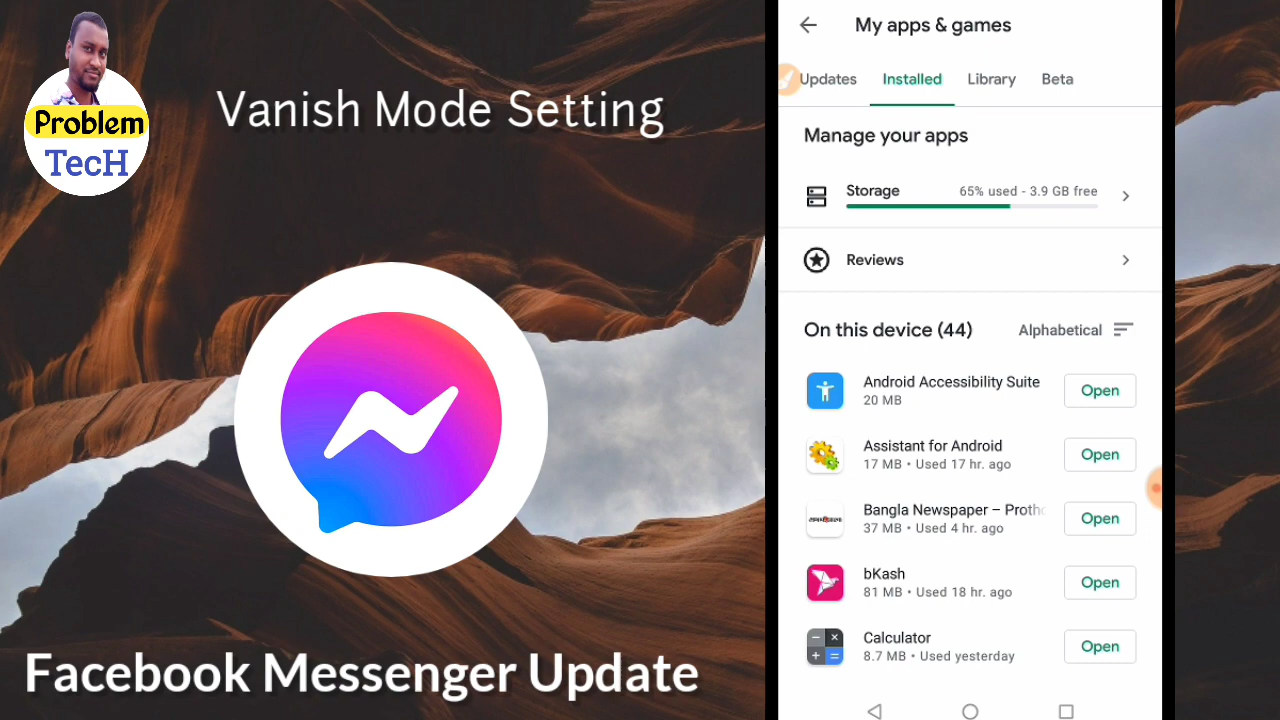 Problem
TecH
Vanish Mode Setting
Facebook Messenger Update
My apps & games
Updates Installed Library Beta
Manage your apps
Storage 65% used - 3.9 GB free
Reviews
On this device (44) Alphabetical
Android Accessibility Suite
20 MB
Open
Assistant for Android
17 MB • Used 17 hr. ago
Open
Bangla Newspaper – Protho
37 MB • Used 4 hr. ago
Open
bKash
81 MB • Used 18 hr. ago
Open
Calculator
8.7 MB • Used yesterday
Open